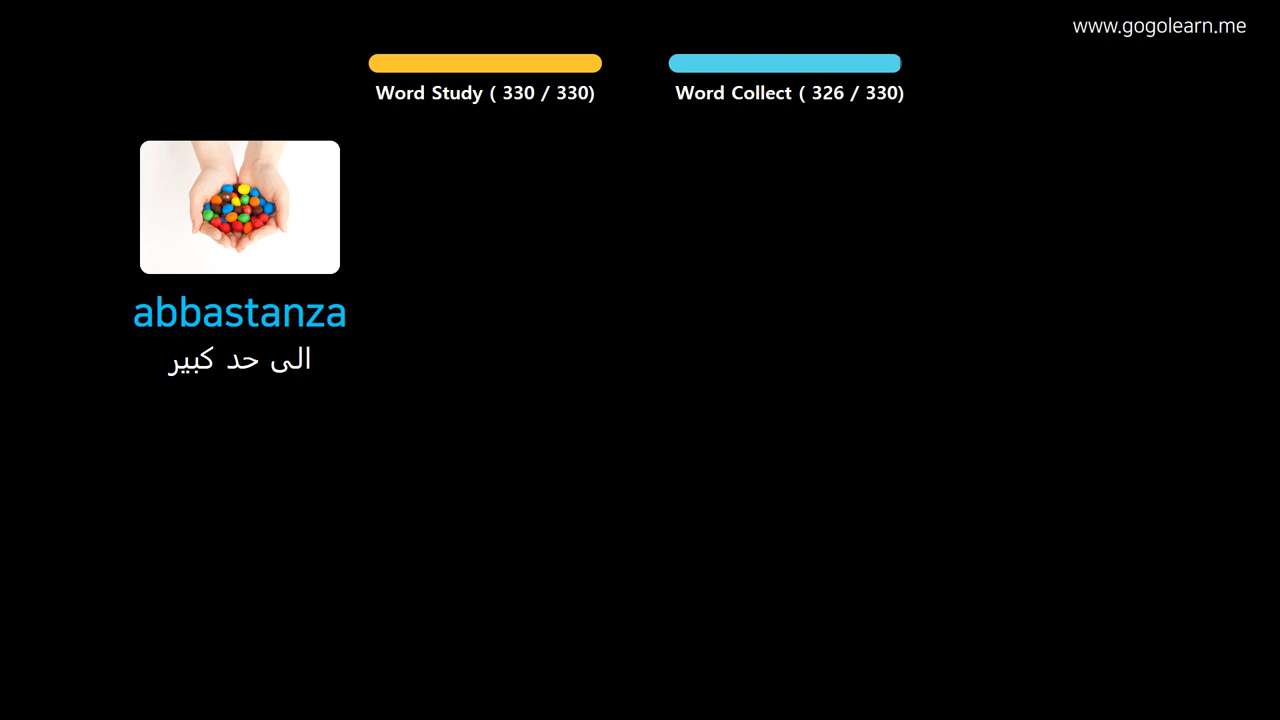 www.gogolearn.me
Word Study ( 330 / 330)
Word Collect ( 326 / 330)
abbastanza
الى حد كبير